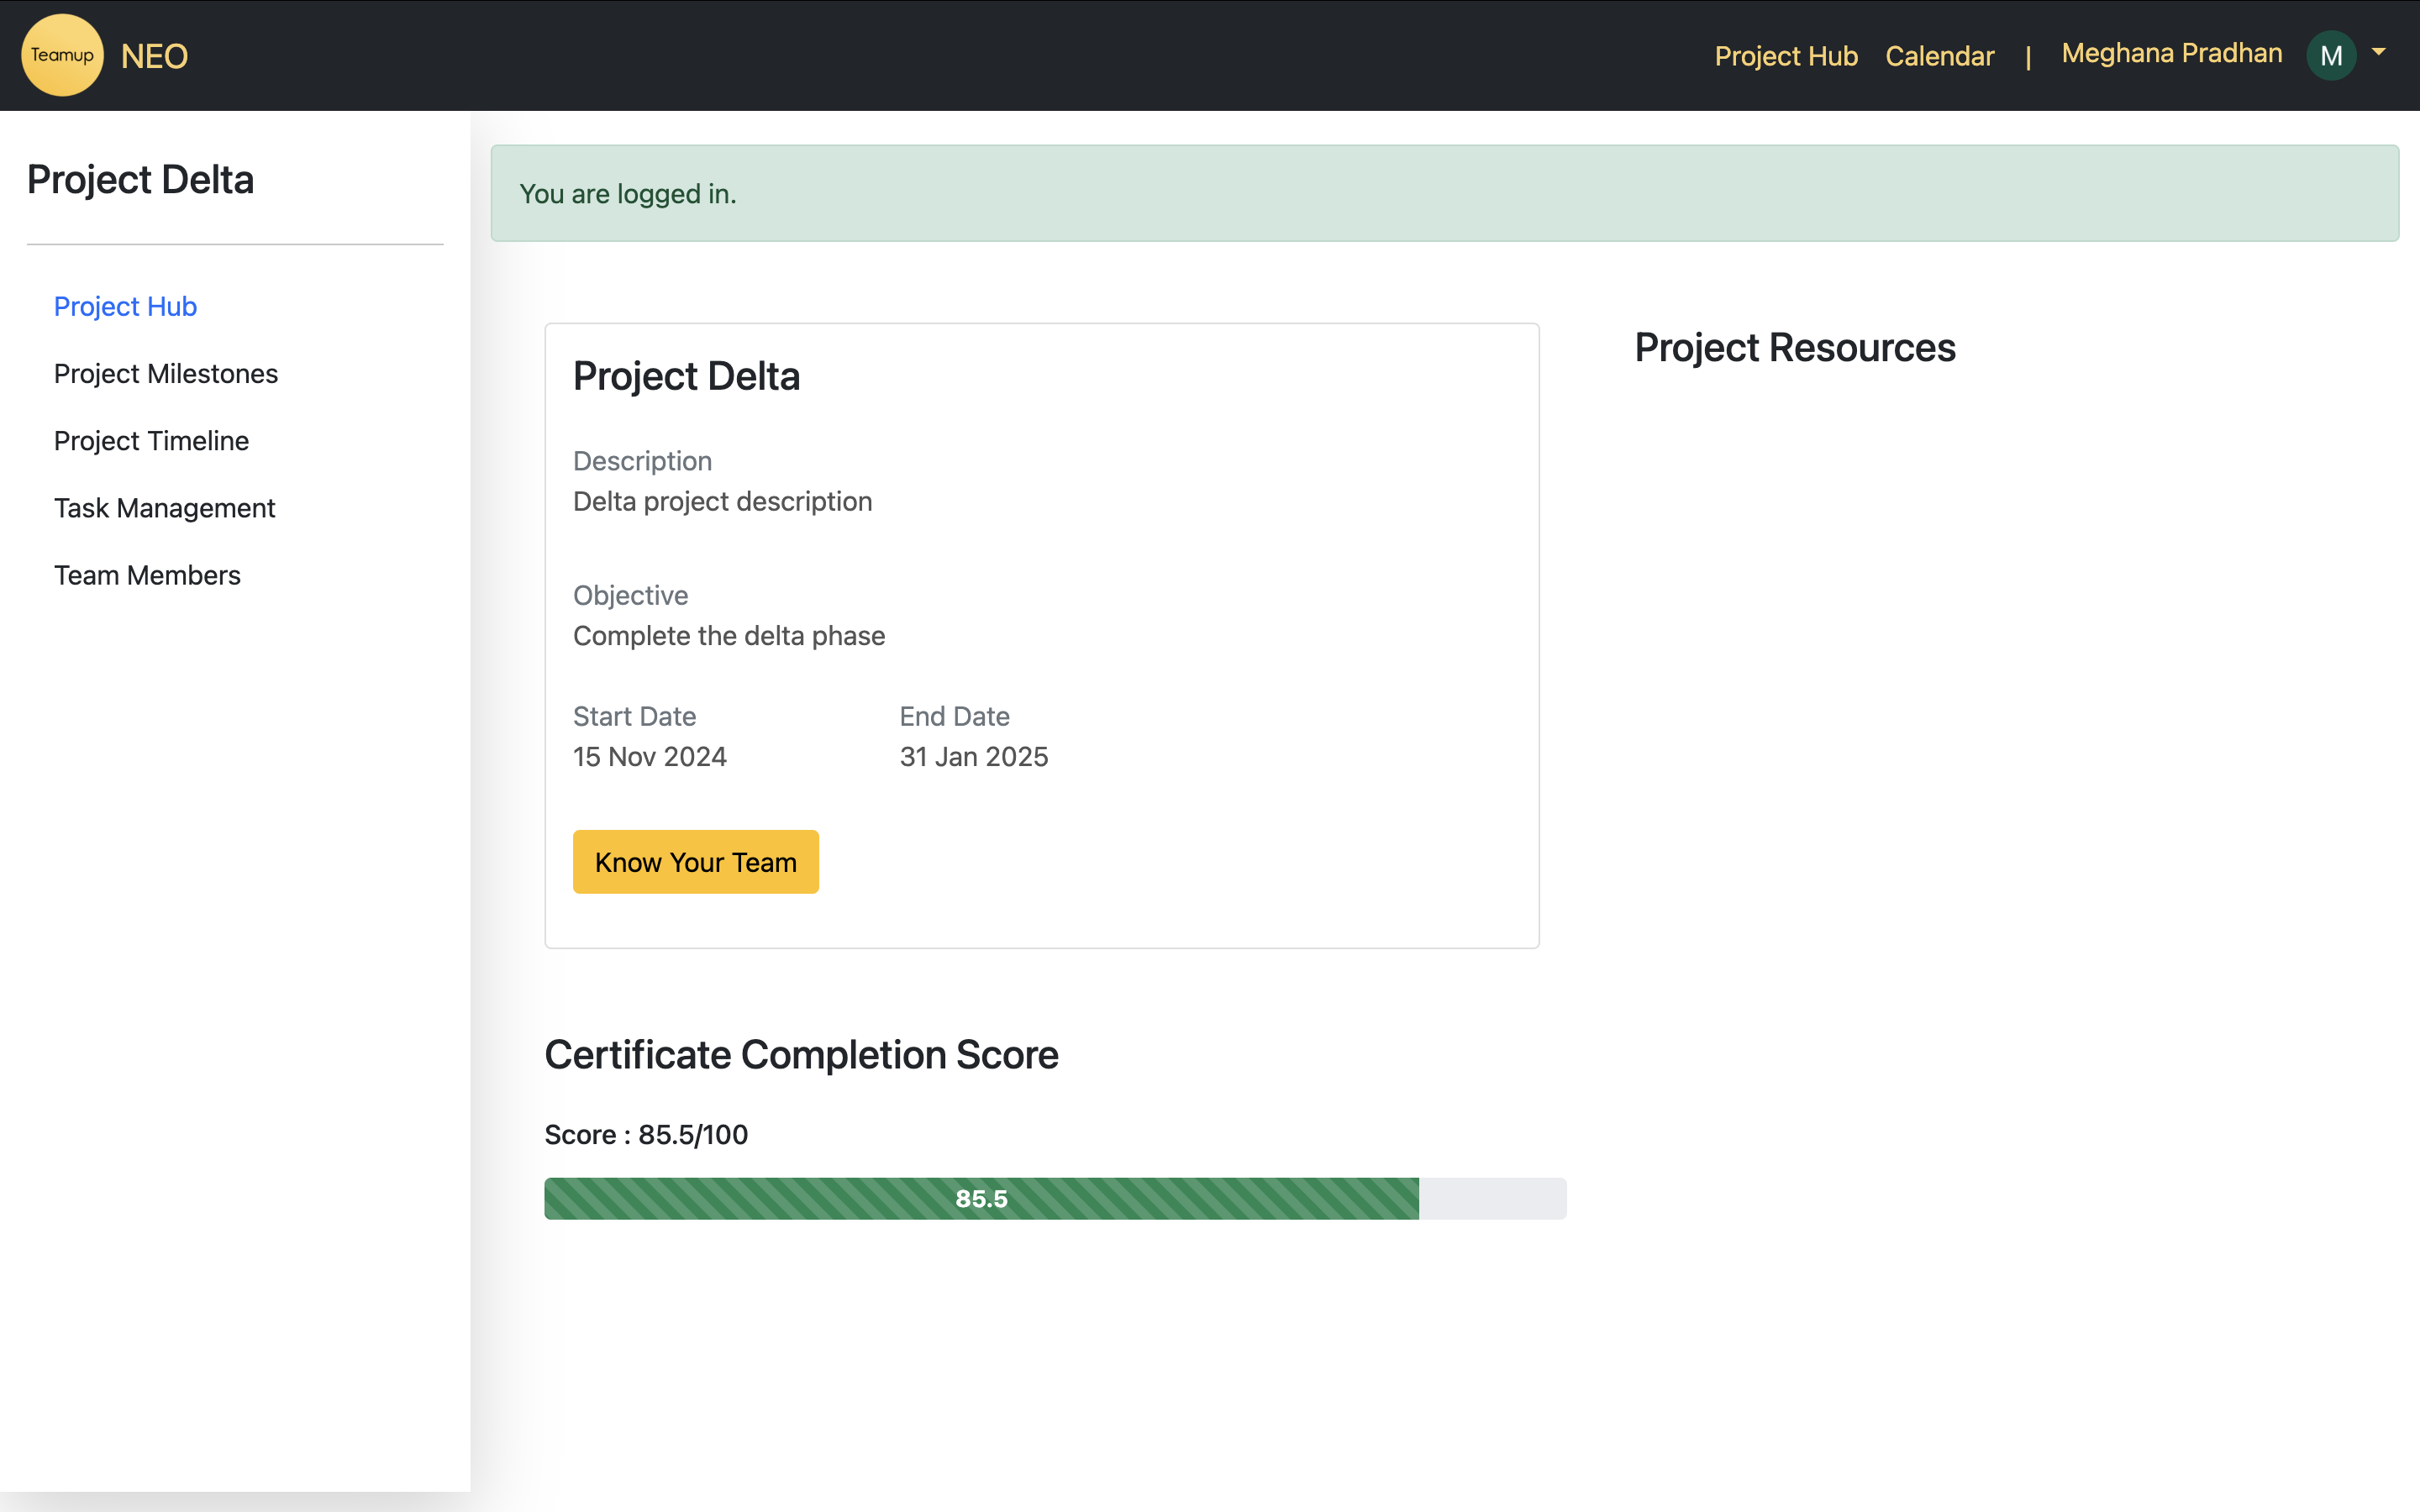 Teamup NEO
Project Hub Calendar | Meghana Pradhan M
Project Delta
Project Hub
Project Milestones
Project Timeline
Task Management
Team Members
You are logged in.
Project Delta
Description
Delta project description
Objective
Complete the delta phase
Start Date End Date
15 Nov 2024 31 Jan 2025
Know Your Team
Project Resources
Certificate Completion Score
Score : 85.5/100
85.5